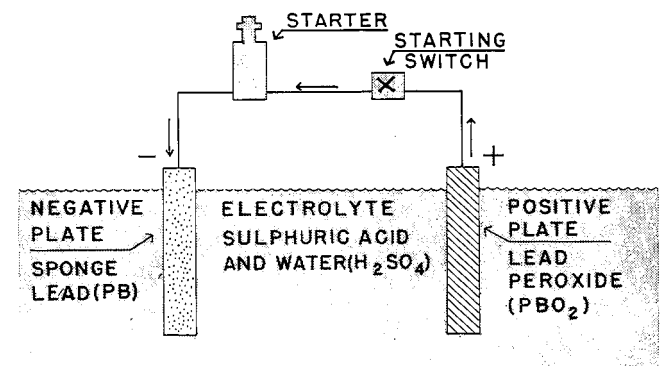 STARTER
STARTING
SWITCH
−
+
NEGATIVE
PLATE
SPONGE
LEAD(PB)
ELECTROLYTE
SULPHURIC ACID
AND WATER(H₂SO₄)
POSITIVE
PLATE
LEAD
PEROXIDE
(PBO₂)